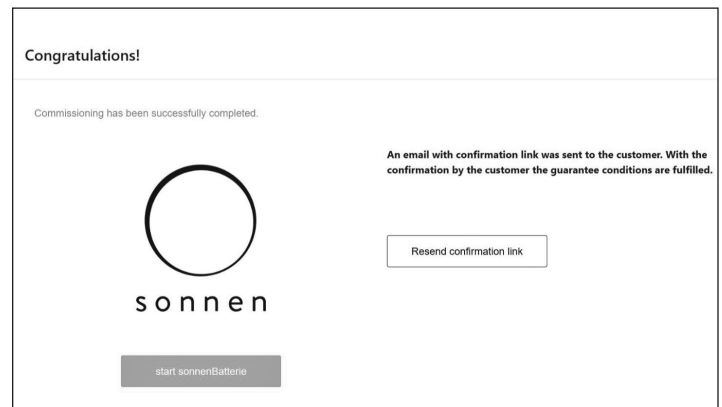 Congratulations!
Commissioning has been successfully completed.
An email with confirmation link was sent to the customer. With the
confirmation by the customer the guarantee conditions are fulfilled.
Resend confirmation link
sonnen
start sonnenBatterie